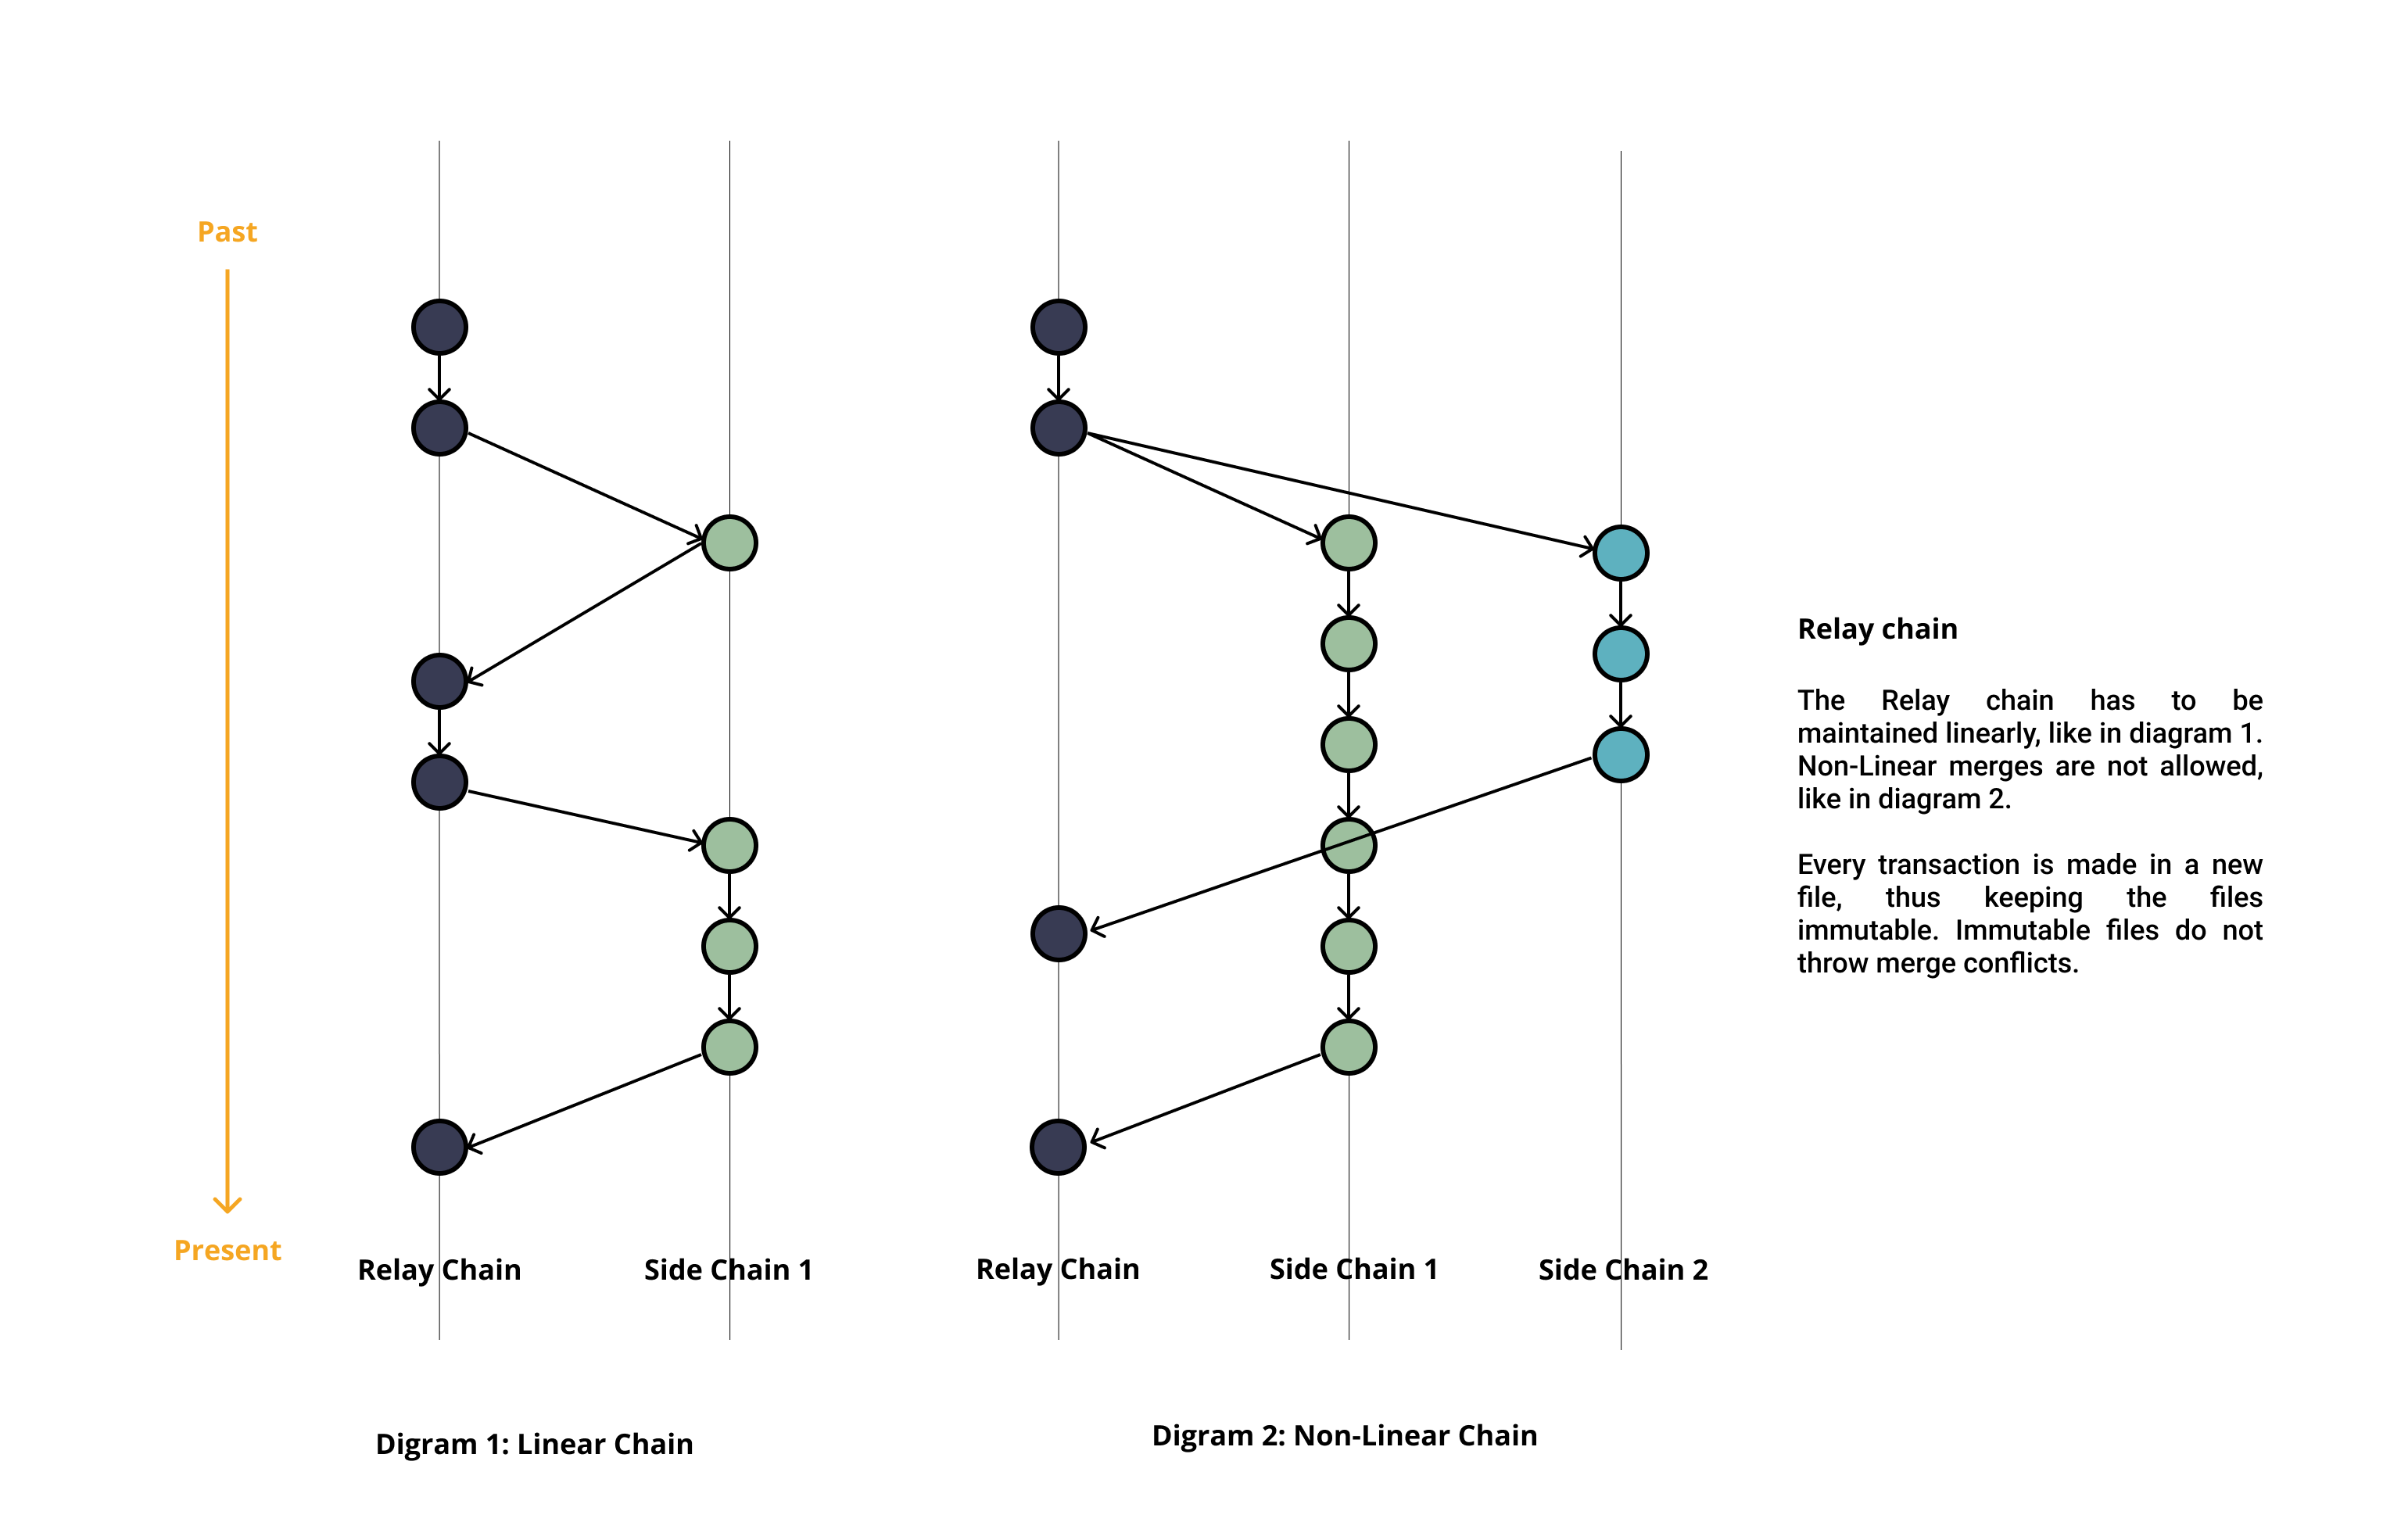 Past
Present
Relay Chain
Side Chain 1
Digram 1: Linear Chain
Relay Chain
Side Chain 1
Side Chain 2
Digram 2: Non-Linear Chain
Relay chain
The Relay chain has to be
maintained linearly, like in diagram 1.
Non-Linear merges are not allowed,
like in diagram 2.
Every transaction is made in a new
file, thus keeping the files
immutable. Immutable files do not
throw merge conflicts.